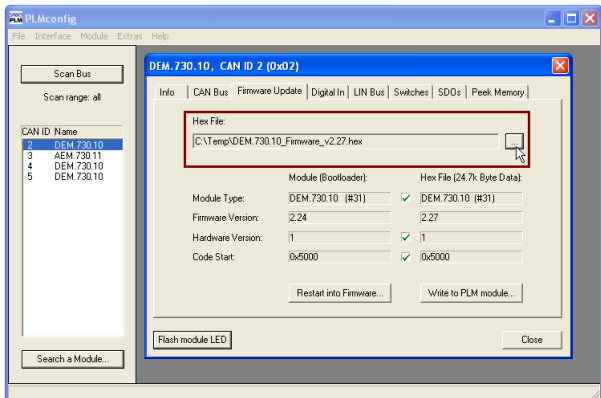 PLMconfig
File Interface Module Extras Help
Scan Bus
Scan range: all
CAN ID Name
2 DEM.730.10
3 AEM.730.11
4 DEM.730.10
5 DEM.730.10
Search a Module...
DEM.730.10, CAN ID 2 (0x02)
Info CAN Bus Firmware Update Digital In LIN Bus Switches SDOs Peek Memory
Hex File:
C:\Temp\DEM.730.10_Firmware_v2.27.hex
...
Module (Bootloader): Hex File (24.7k Byte Data):
Module Type: DEM.730.10 (#31) DEM.730.10 (#31)
Firmware Version: 2.24 2.27
Hardware Version: 1 1
Code Start: 0x5000 0x5000
Restart into Firmware... Write to PLM module...
Flash module LED Close